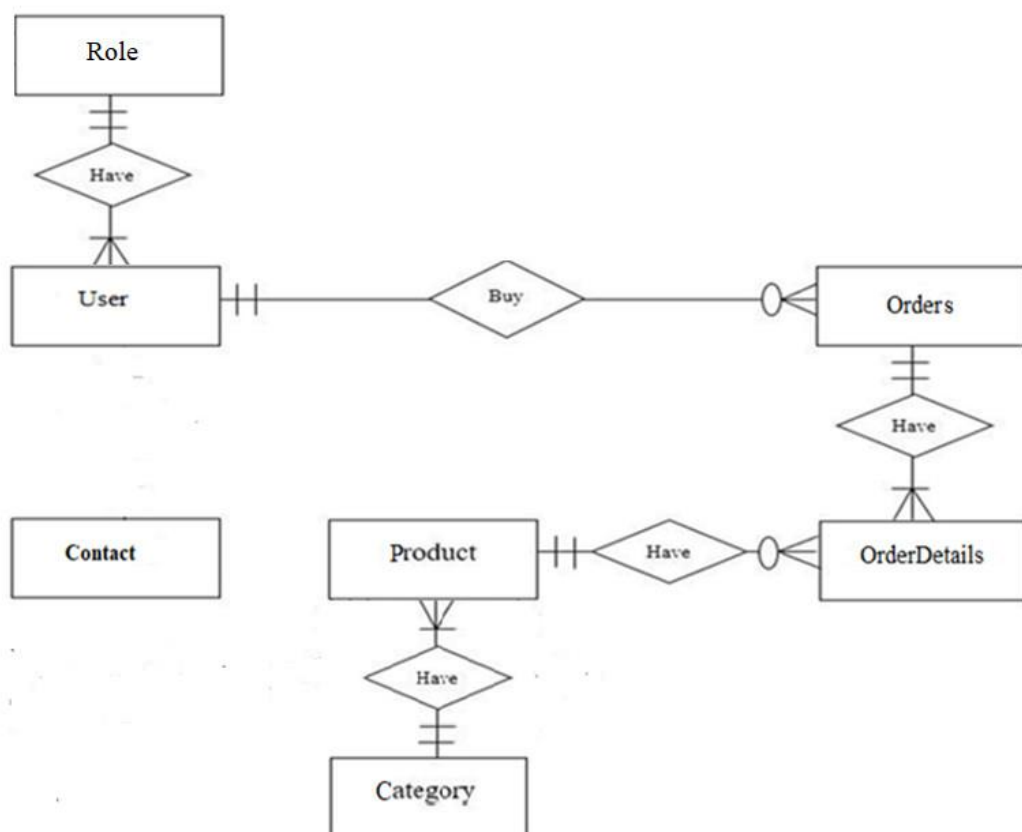 Role
Have
User
Buy
Orders
Have
Contact
Product
Have
OrderDetails
Have
Category